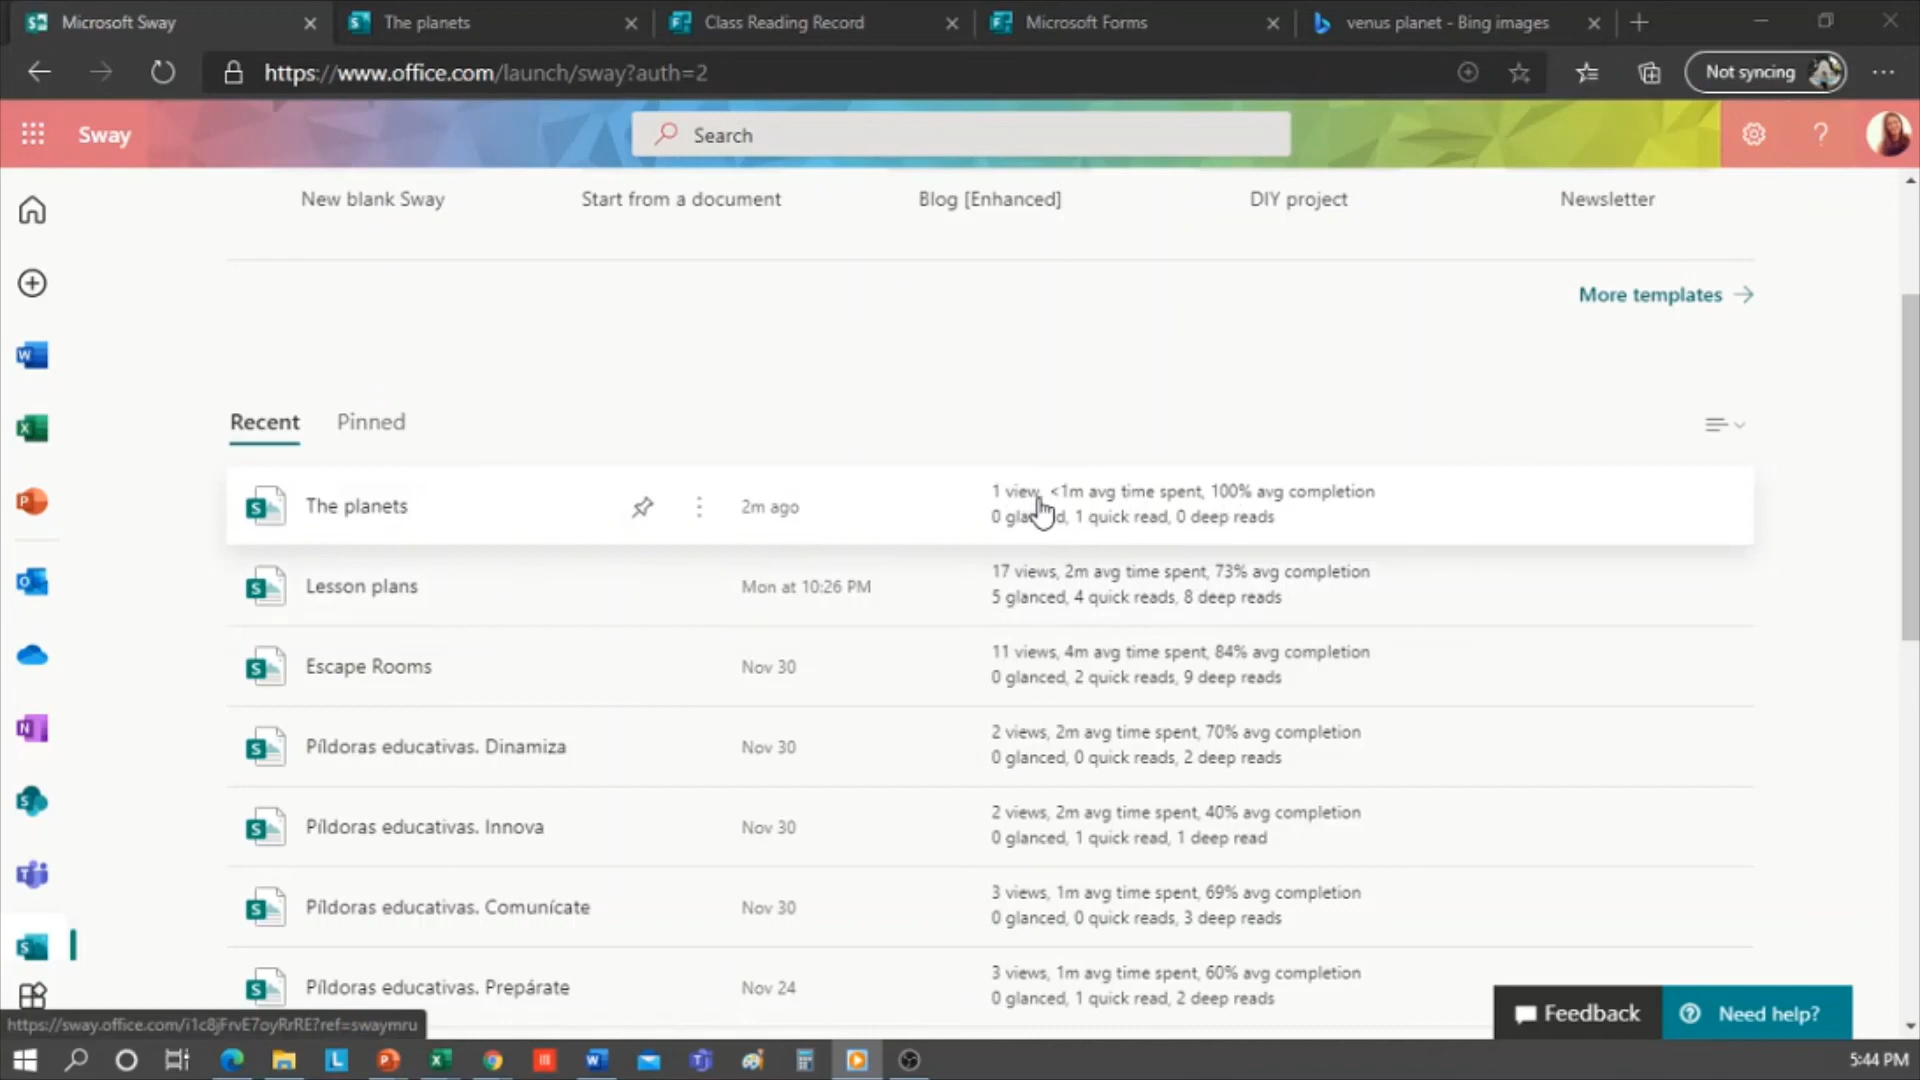 Microsoft Sway
The planets
Class Reading Record
Microsoft Forms
venus planet - Bing images
https://www.office.com/launch/sway?auth=2
Not syncing
Sway
Search
New blank Sway
Start from a document
Blog [Enhanced]
DIY project
Newsletter
More templates
Recent
Pinned
The planets
2m ago
1 view, <1m avg time spent, 100% avg completion
0 glanced, 1 quick read, 0 deep reads
Lesson plans
Mon at 10:26 PM
17 views, 2m avg time spent, 73% avg completion
5 glanced, 4 quick reads, 8 deep reads
Escape Rooms
Nov 30
11 views, 4m avg time spent, 84% avg completion
0 glanced, 2 quick reads, 9 deep reads
Píldoras educativas. Dinamiza
Nov 30
2 views, 2m avg time spent, 70% avg completion
0 glanced, 0 quick reads, 2 deep reads
Píldoras educativas. Innova
Nov 30
2 views, 2m avg time spent, 40% avg completion
0 glanced, 1 quick read, 1 deep read
Píldoras educativas. Comunícate
Nov 30
3 views, 1m avg time spent, 69% avg completion
0 glanced, 0 quick reads, 3 deep reads
Píldoras educativas. Prepárate
Nov 24
3 views, 1m avg time spent, 60% avg completion
0 glanced, 1 quick read, 2 deep reads
Feedback
Need help?
https://sway.office.com/i1c8jFrvE7oyRrRE?ref=swaymru
5:44 PM